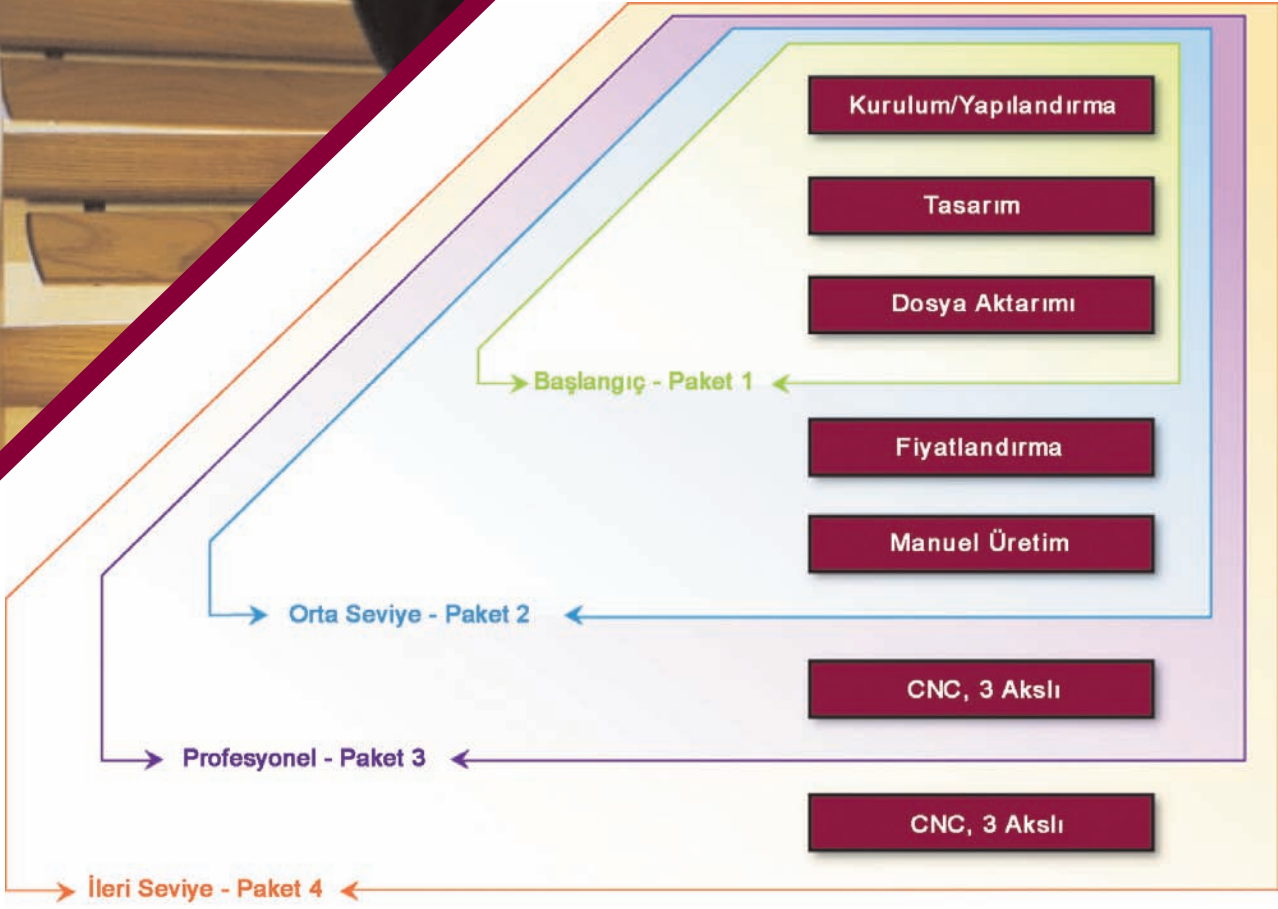 Kurulum/Yapılandırma
Tasarım
Dosya Aktarımı
Başlangıç - Paket 1
Fiyatlandırma
Manuel Üretim
Orta Seviye - Paket 2
CNC, 3 Akslı
Profesyonel - Paket 3
CNC, 3 Akslı
İleri Seviye - Paket 4